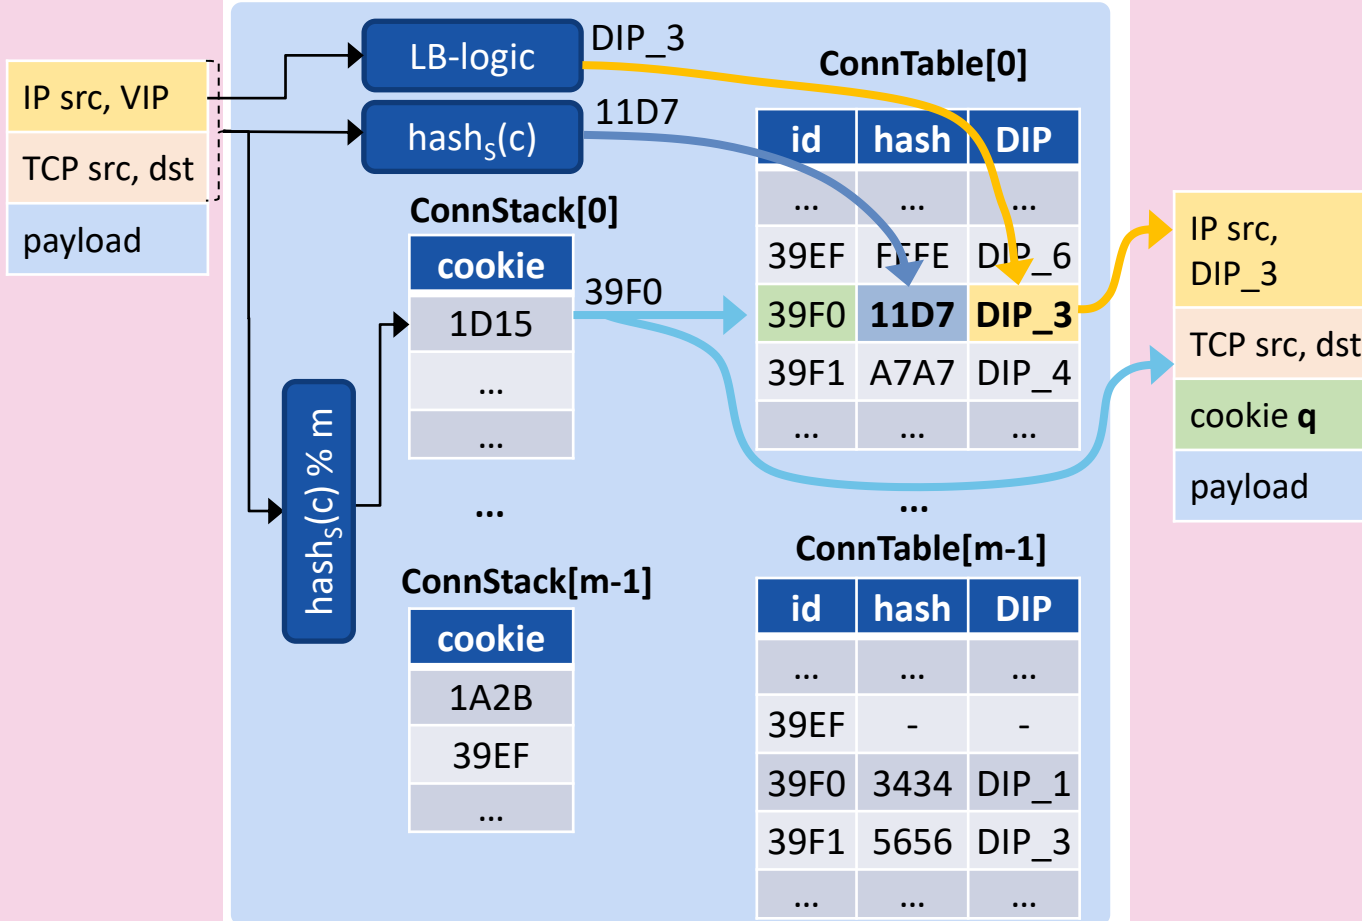 IP src, VIP
TCP src, dst
payload
LB-logic
DIP_3
hashS(c)
11D7
hashS(c) % m
ConnStack[0]
cookie
1D15
...
...
39F0
...
ConnStack[m-1]
cookie
1A2B
39EF
...
ConnTable[0]
id hash DIP
... ... ...
39EF FFFE DIP_6
39F0 11D7 DIP_3
39F1 A7A7 DIP_4
... ... ...
...
ConnTable[m-1]
id hash DIP
... ... ...
39EF - -
39F0 3434 DIP_1
39F1 5656 DIP_3
... ... ...
IP src,
DIP_3
TCP src, dst
cookie q
payload